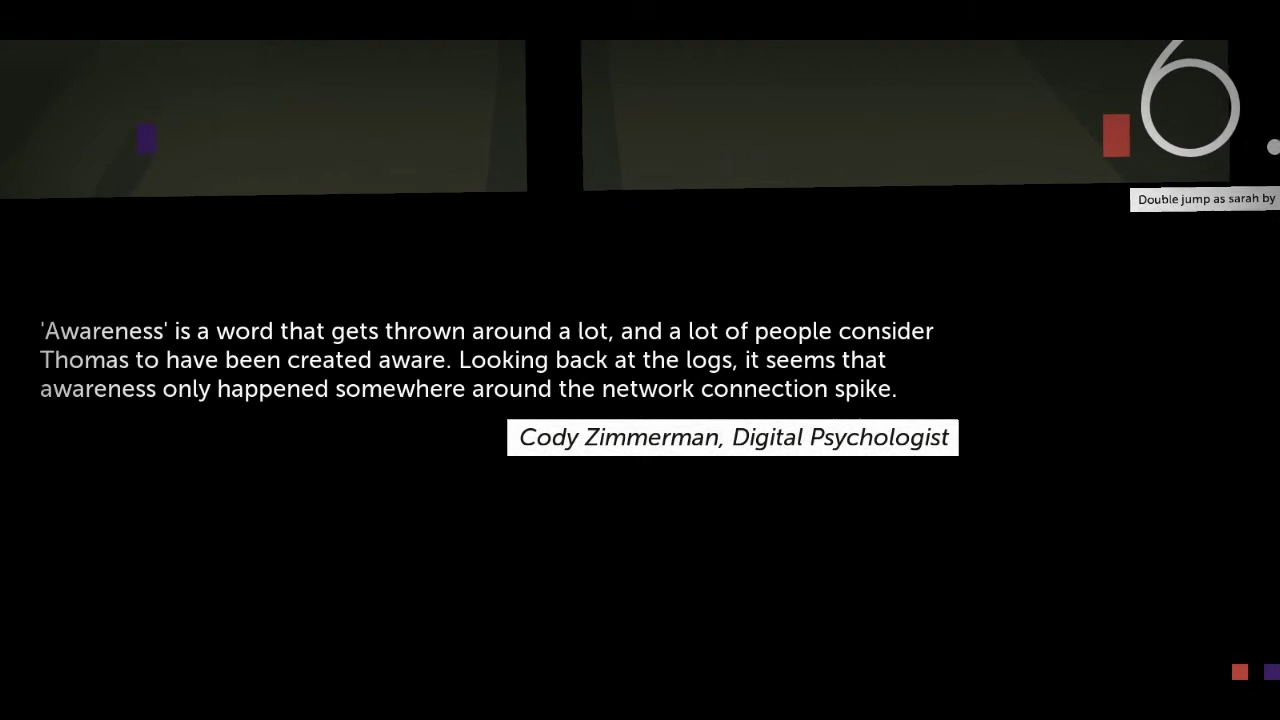 6.
Double jump as sarah by
'Awareness' is a word that gets thrown around a lot, and a lot of people consider
Thomas to have been created aware. Looking back at the logs, it seems that
awareness only happened somewhere around the network connection spike.
Cody Zimmerman, Digital Psychologist